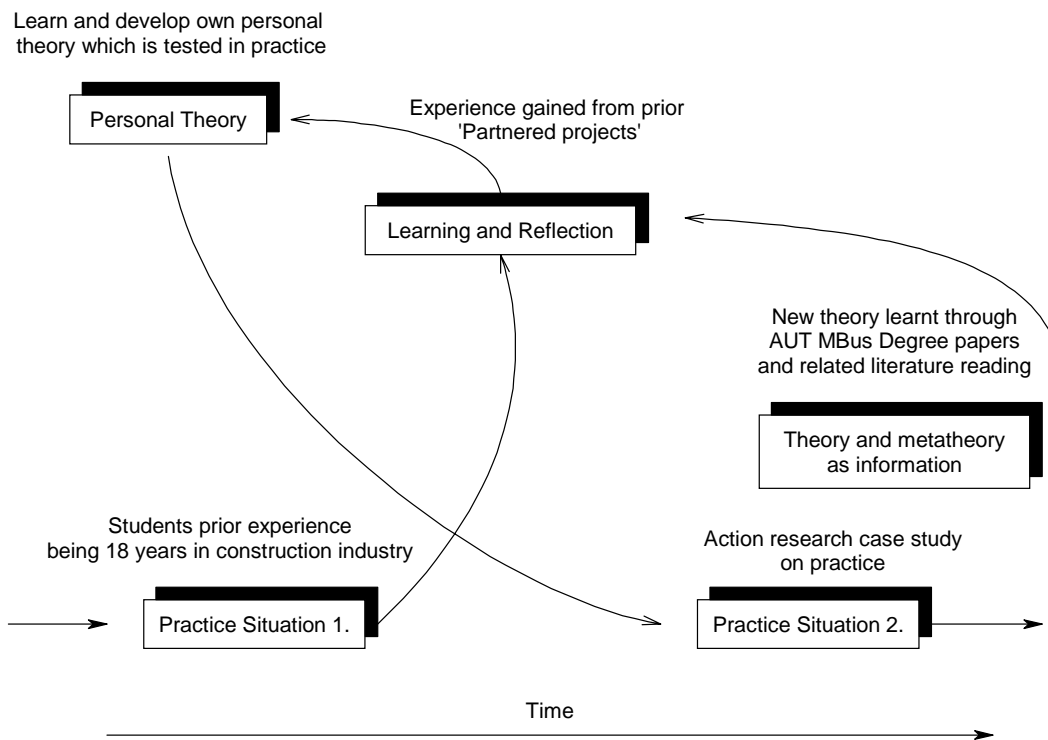 Learn and develop own personal
theory which is tested in practice
Personal Theory
Experience gained from prior
'Partnered projects'
Learning and Reflection
New theory learnt through
AUT MBus Degree papers
and related literature reading
Theory and metatheory
as information
Students prior experience
being 18 years in construction industry
Practice Situation 1.
Action research case study
on practice
Practice Situation 2.
Time